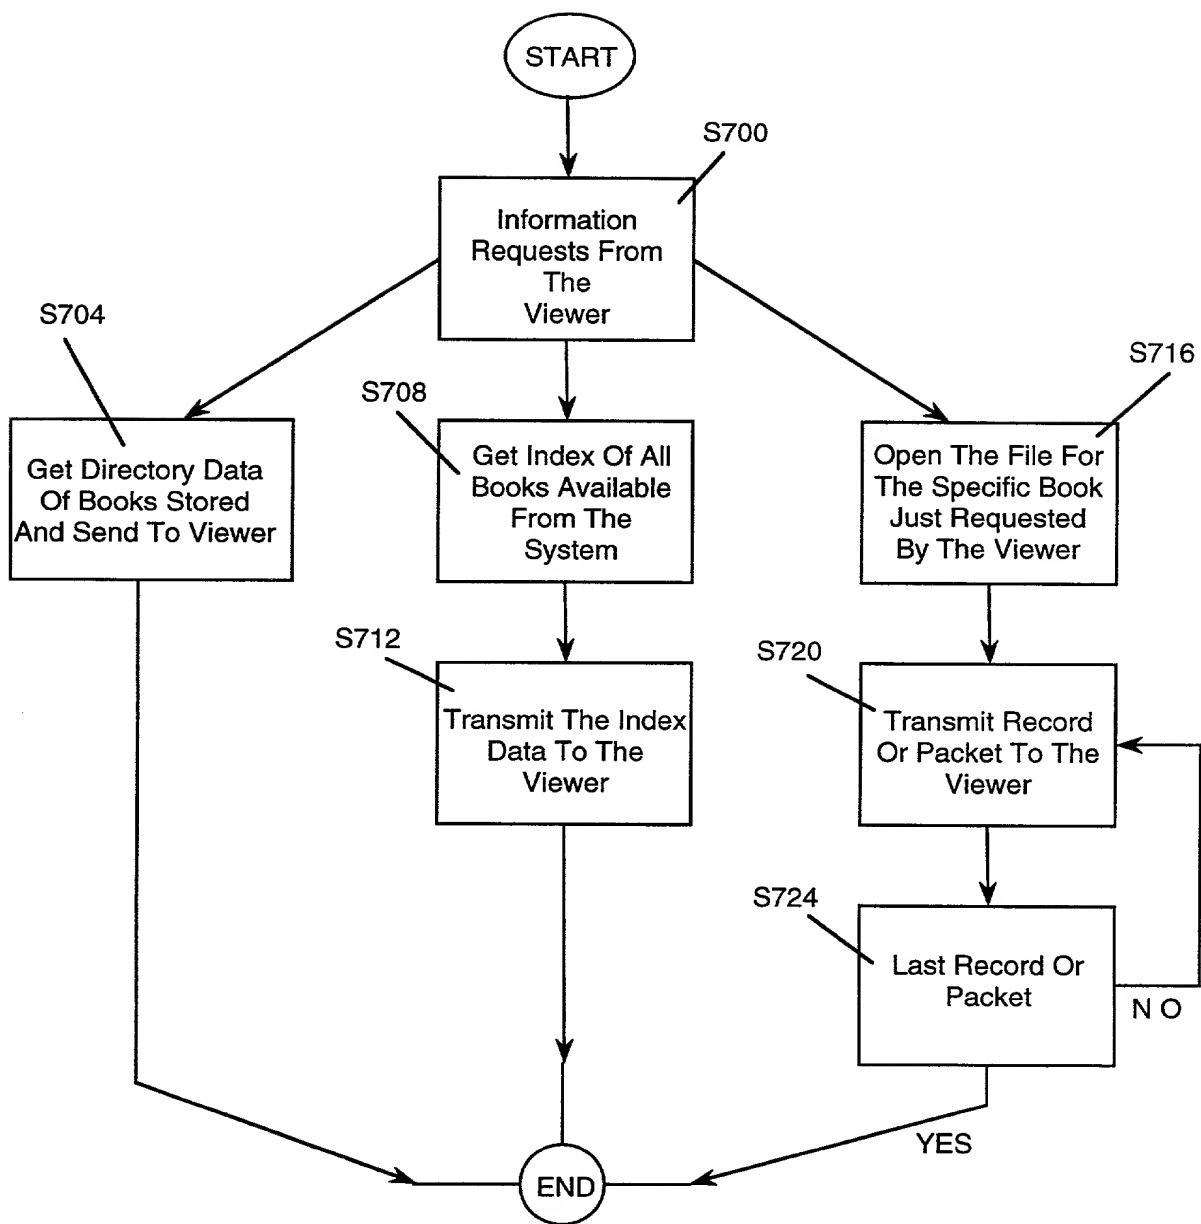 START
S700
Information
Requests From
The
Viewer
S704
Get Directory Data
Of Books Stored
And Send To Viewer
S708
Get Index Of All
Books Available
From The
System
S712
Transmit The Index
Data To The
Viewer
S716
Open The File For
The Specific Book
Just Requested
By The Viewer
S720
Transmit Record
Or Packet To The
Viewer
S724
Last Record Or
Packet
N O
YES
END